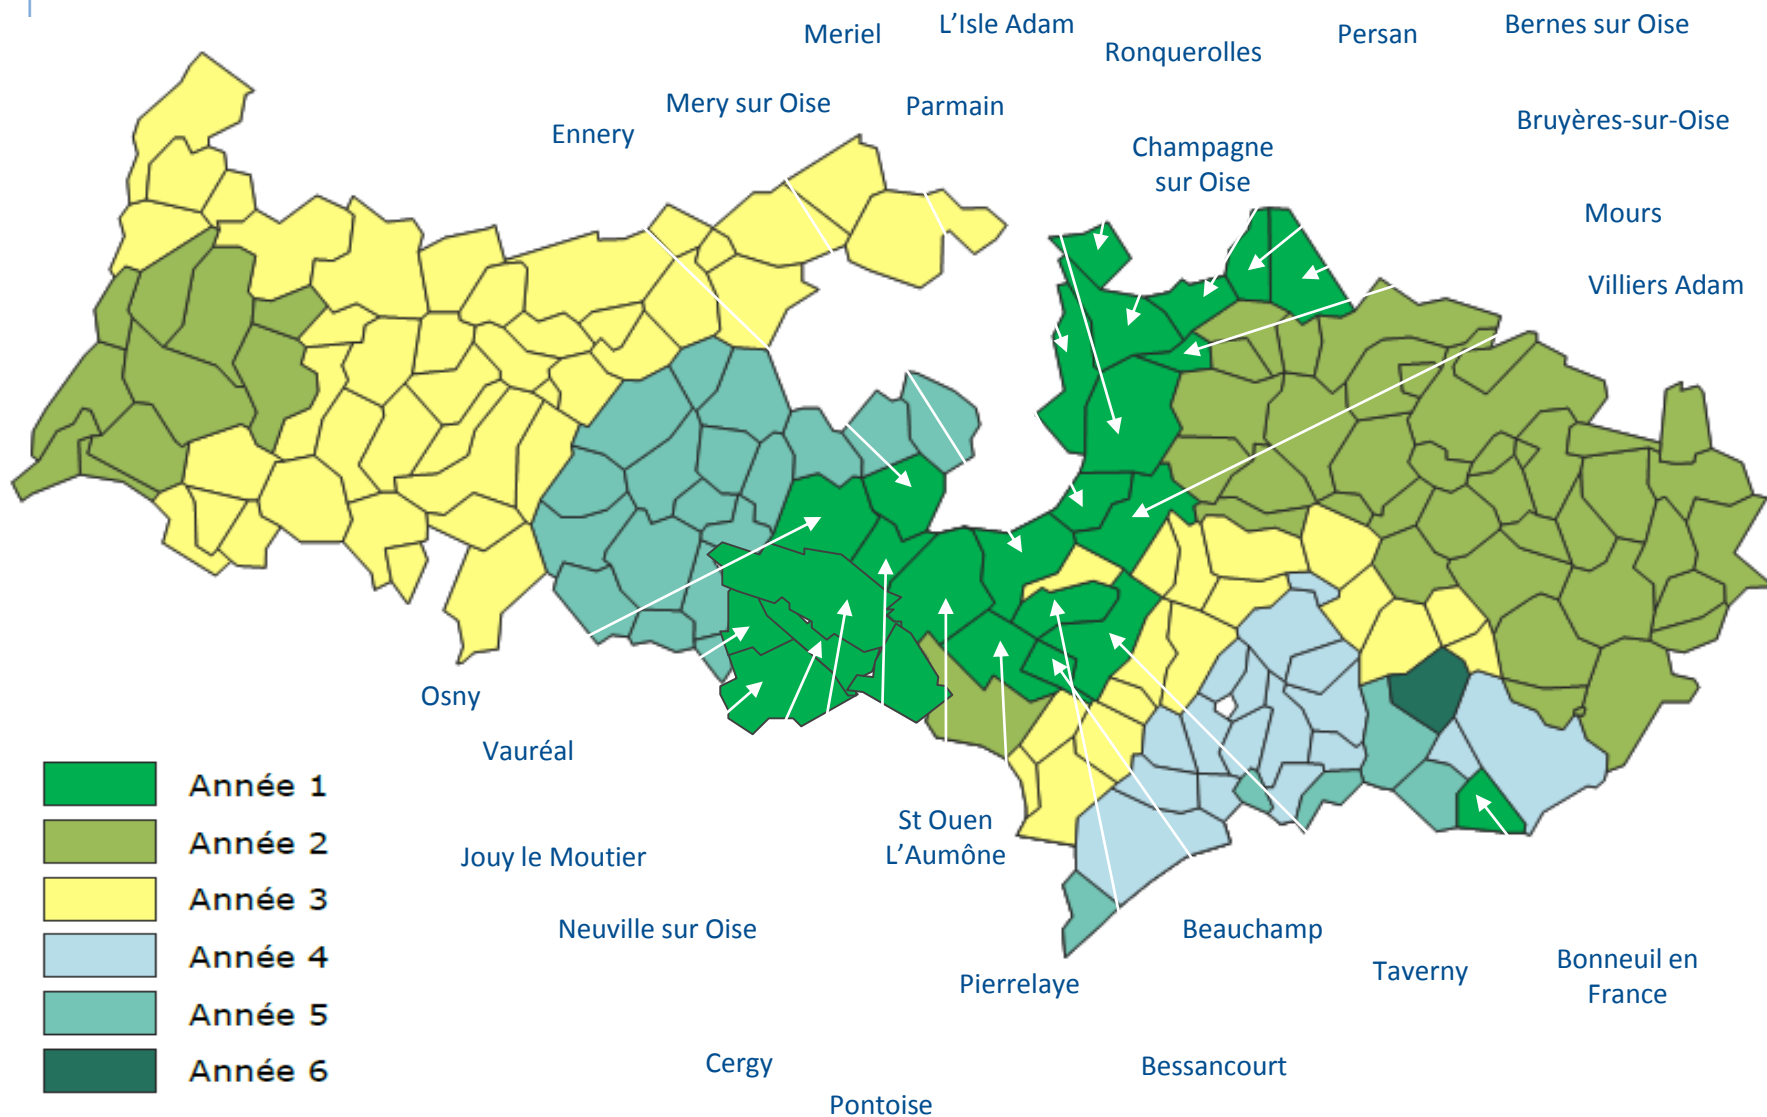 Meriel
L'Isle Adam
Ronquerolles
Persan
Bernes sur Oise
Ennery
Mery sur Oise
Parmain
Champagne
sur Oise
Bruyères-sur-Oise
Mours
Villiers Adam
Osny
Vauréal
Jouy le Moutier
Neuville sur Oise
St Ouen
L'Aumône
Cergy
Pontoise
Pierrelaye
Beauchamp
Bessancourt
Taverny
Bonneuil en
France
Année 1
Année 2
Année 3
Année 4
Année 5
Année 6